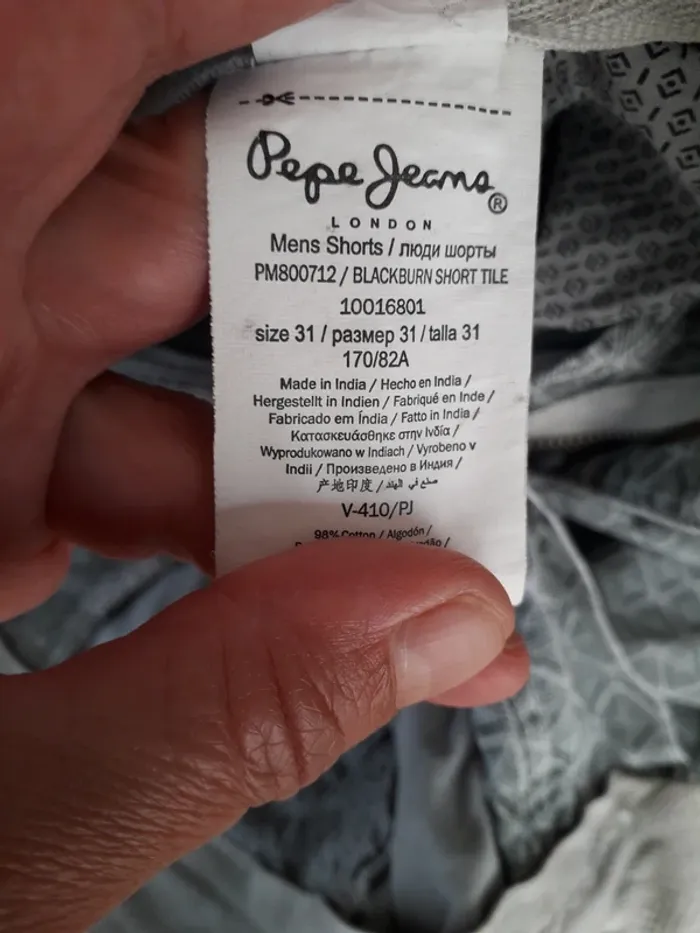 Pepe Jeans®
LONDON
Mens Shorts / люди шорты
PM800712 / BLACKBURN SHORT TILE
10016801
size 31 / размер 31 / talla 31
170/82A
Made in India / Hecho en India /
Hergestellt in Indien / Fabriqué en Inde /
Fabricado em Índia / Fatto in India /
Κατασκευάσθηκε στην Ινδία /
Wyprodukowano w Indiach / Vyrobeno v
Indii / Произведено в Индия /
产地印度 / صنع في الهند
V-410/PJ
98% Cotton / Algodón /